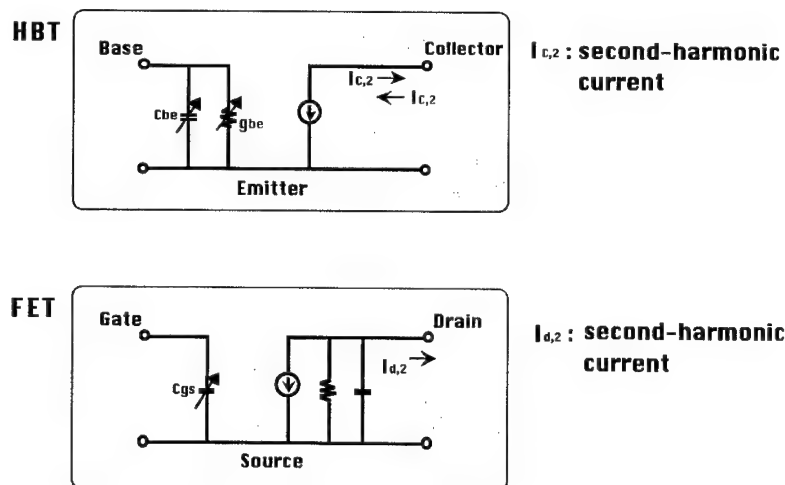 HBT
Base
Collector
Ic,2 : second-harmonic
current
Ic,2
Ic,2
Cbe
gbe
Emitter
FET
Gate
Drain
Id,2 : second-harmonic
current
Id,2
Cgs
Source